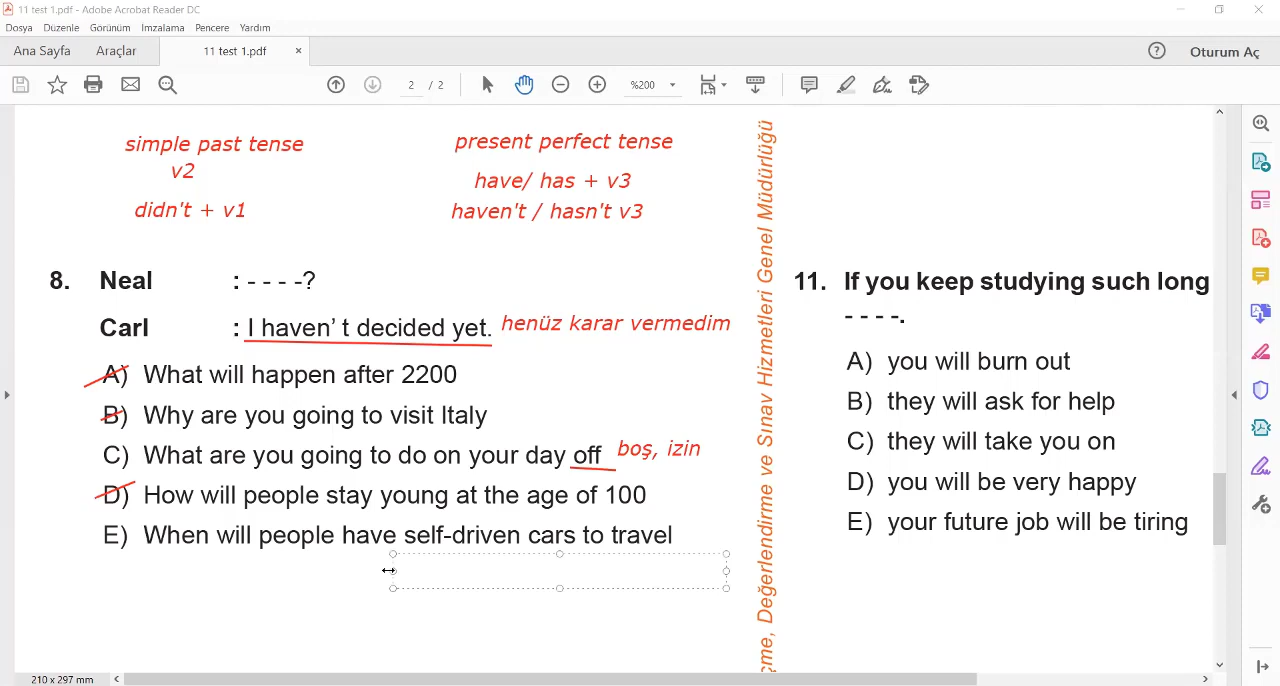 11 test 1.pdf - Adobe Acrobat Reader DC
Dosya Düzenle Görünüm İmzalama Pencere Yardım
Ana Sayfa Araçlar 11 test 1.pdf × Oturum Aç
2 / 2 %200
simple past tense
v2
didn't + v1
present perfect tense
have/ has + v3
haven't / hasn't v3
8. Neal : - - - -?
Carl : I haven' t decided yet. henüz karar vermedim
A) What will happen after 2200
B) Why are you going to visit Italy
C) What are you going to do on your day off boş, izin
D) How will people stay young at the age of 100
E) When will people have self-driven cars to travel
Değerlendirme ve Sınav Hizmetleri Genel Müdürlüğü
11. If you keep studying such long
- - - -.
A) you will burn out
B) they will ask for help
C) they will take you on
D) you will be very happy
E) your future job will be tiring
210 x 297 mm